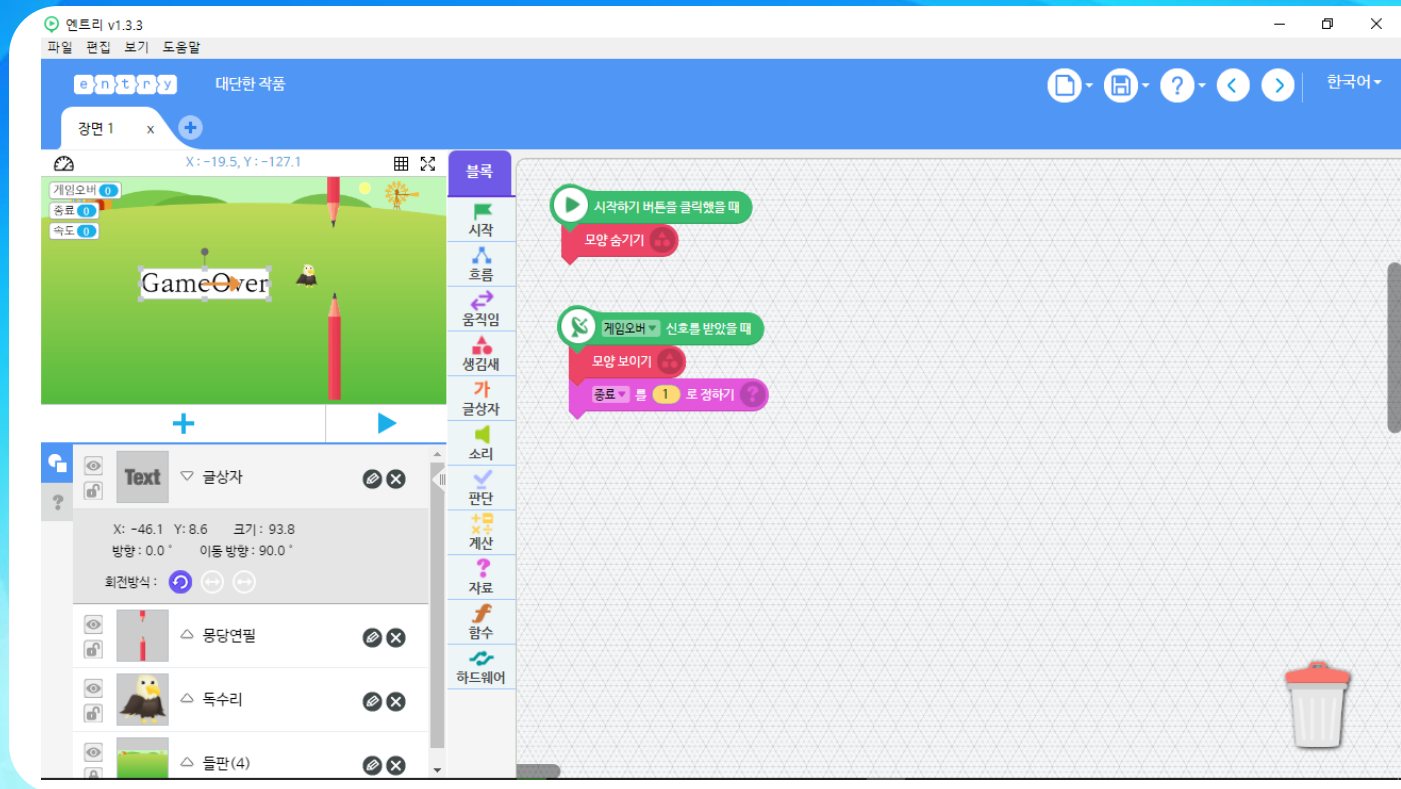 엔트리 v1.3.3
파일 편집 보기 도움말
entry 대단한 작품 ? 한국어
장면 1 x +
X : -19.5, Y : -127.1
게임오버 0
종료 0
속도 0
GameOver
블록
시작
흐름
움직임
생김새
가
글상자
소리
판단
계산
?
자료
f
함수
하드웨어
시작하기 버튼을 클릭했을 때
모양 숨기기
게임오버 신호를 받았을 때
모양 보이기
종료 를 1 로 정하기 ?
Text 글상자
?
X: -46.1 Y: 8.6 크기 : 93.8
방향 : 0.0 ° 이동 방향 : 90.0 °
회전방식 :
몽당연필
독수리
들판(4)